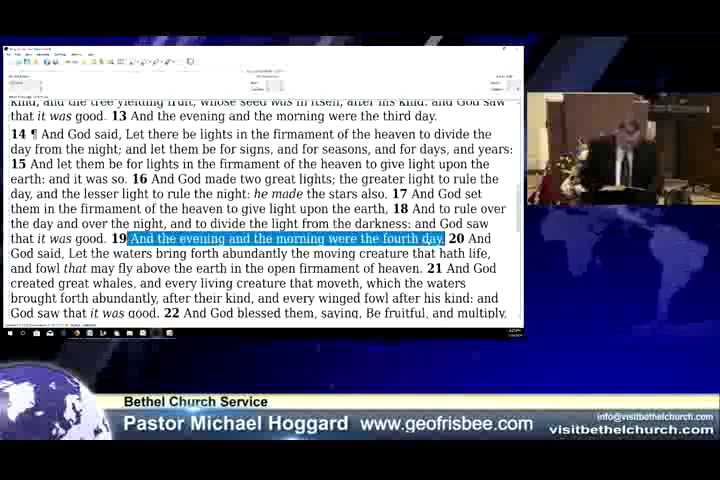 kind, and the tree yielding fruit, whose seed was in itself, after his kind: and God saw
that it was good. 13 And the evening and the morning were the third day.
14 ¶ And God said, Let there be lights in the firmament of the heaven to divide the
day from the night; and let them be for signs, and for seasons, and for days, and years:
15 And let them be for lights in the firmament of the heaven to give light upon the
earth: and it was so. 16 And God made two great lights; the greater light to rule the
day, and the lesser light to rule the night: he made the stars also. 17 And God set
them in the firmament of the heaven to give light upon the earth, 18 And to rule over
the day and over the night, and to divide the light from the darkness: and God saw
that it was good. 19 And the evening and the morning were the fourth day. 20 And
God said, Let the waters bring forth abundantly the moving creature that hath life,
and fowl that may fly above the earth in the open firmament of heaven. 21 And God
created great whales, and every living creature that moveth, which the waters
brought forth abundantly, after their kind, and every winged fowl after his kind: and
God saw that it was good. 22 And God blessed them, saying, Be fruitful, and multiply,
Bethel Church Service
Pastor Michael Hoggard www.geofrisbee.com
info@visitbethelchurch.com
visitbethelchurch.com